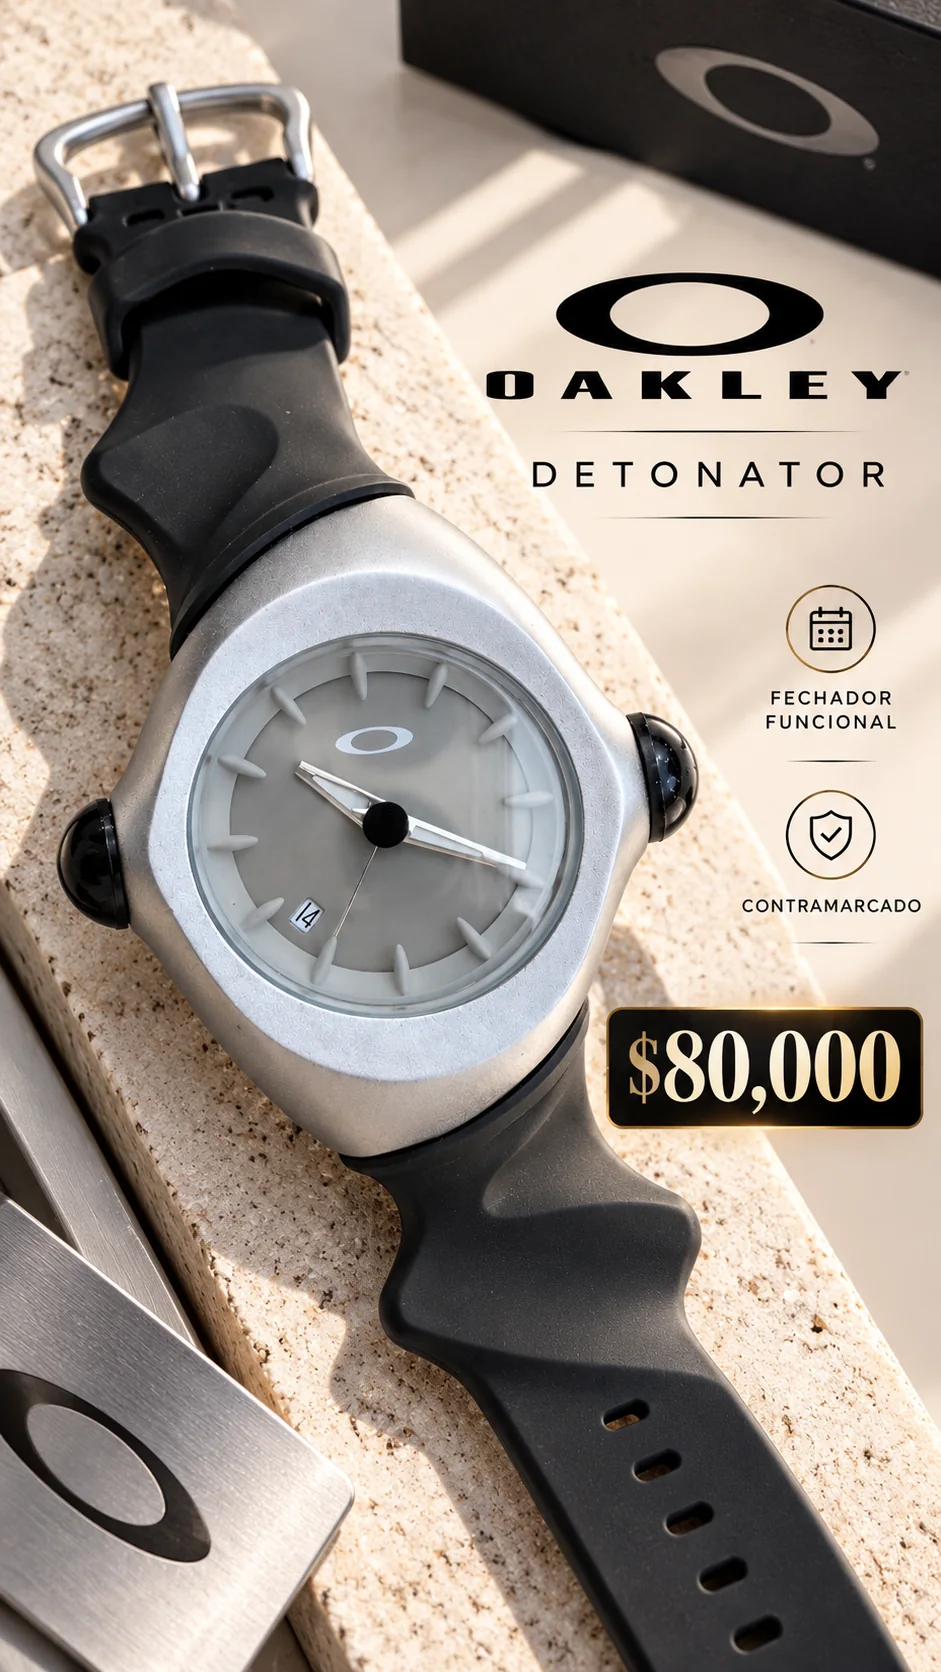 OAKLEY
DETONATOR
FECHADOR
FUNCIONAL
CONTRAMARCADO
14
$80,000